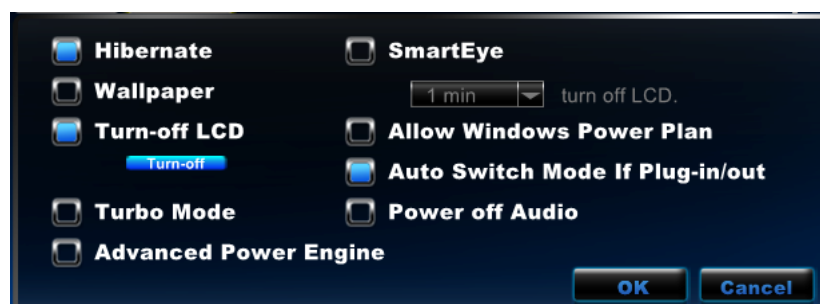 Hibernate
SmartEye
Wallpaper
1 min turn off LCD.
Turn-off LCD
Allow Windows Power Plan
Turn-off
Auto Switch Mode If Plug-in/out
Turbo Mode
Power off Audio
Advanced Power Engine
OK
Cancel